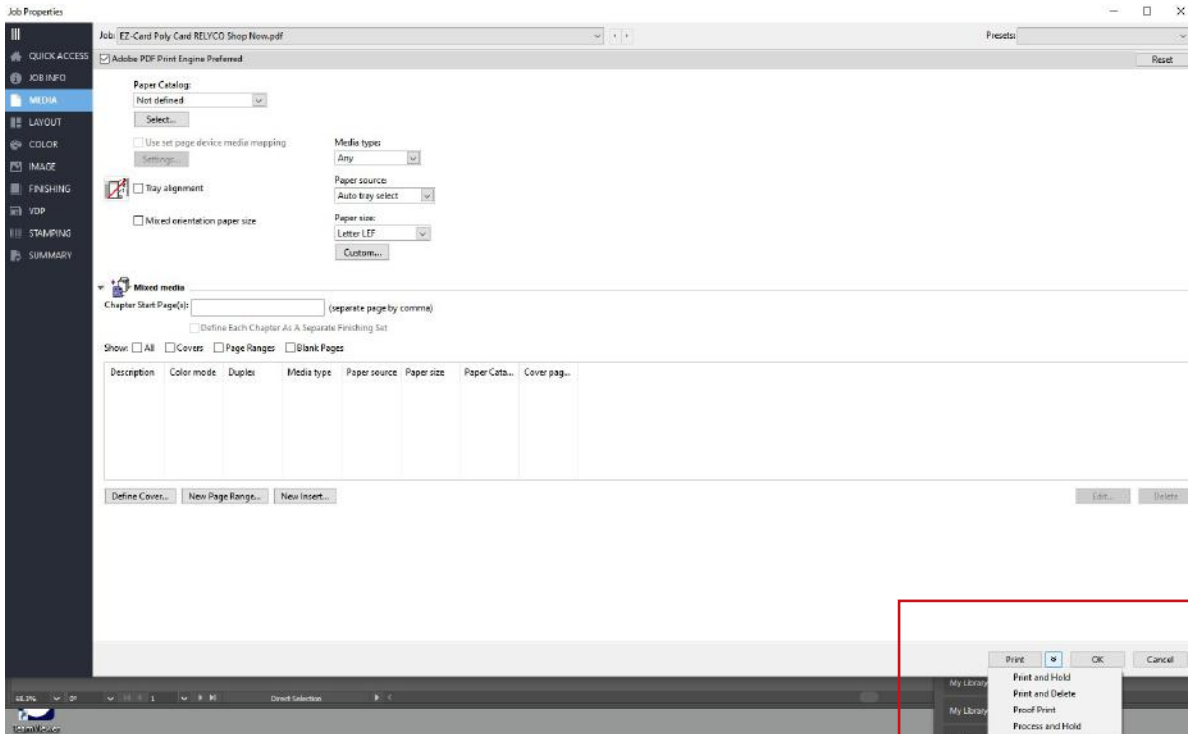 Job Properties
Job: EZ-Card Poly Card RELYCO Shop Now.pdf
Presets:
QUICK ACCESS
Adobe PDF Print Engine Preferred
Reset
JOB INFO
MEDIA
LAYOUT
COLOR
IMAGE
FINISHING
VDP
STAMPING
SUMMARY
Paper Catalog:
Not defined
Select...
Use set page device media mapping
Settings...
Media type:
Any
Tray alignment
Paper source:
Auto tray select
Mixed orientation paper size
Paper size:
Letter LEF
Custom...
Mixed media
Chapter Start Page(s):
(separate page by comma)
Define Each Chapter As A Separate Finishing Set
Show: All Covers Page Ranges Blank Pages
Description Color mode Duplex Media type Paper source Paper size Paper Cata... Cover pag...
Define Cover... New Page Range... New Insert...
Edit... Delete
Print OK Cancel
Print and Hold
Print and Delete
Proof Print
Process and Hold
My Library
My Library
0°
1
Direct Selection
TeamViewer